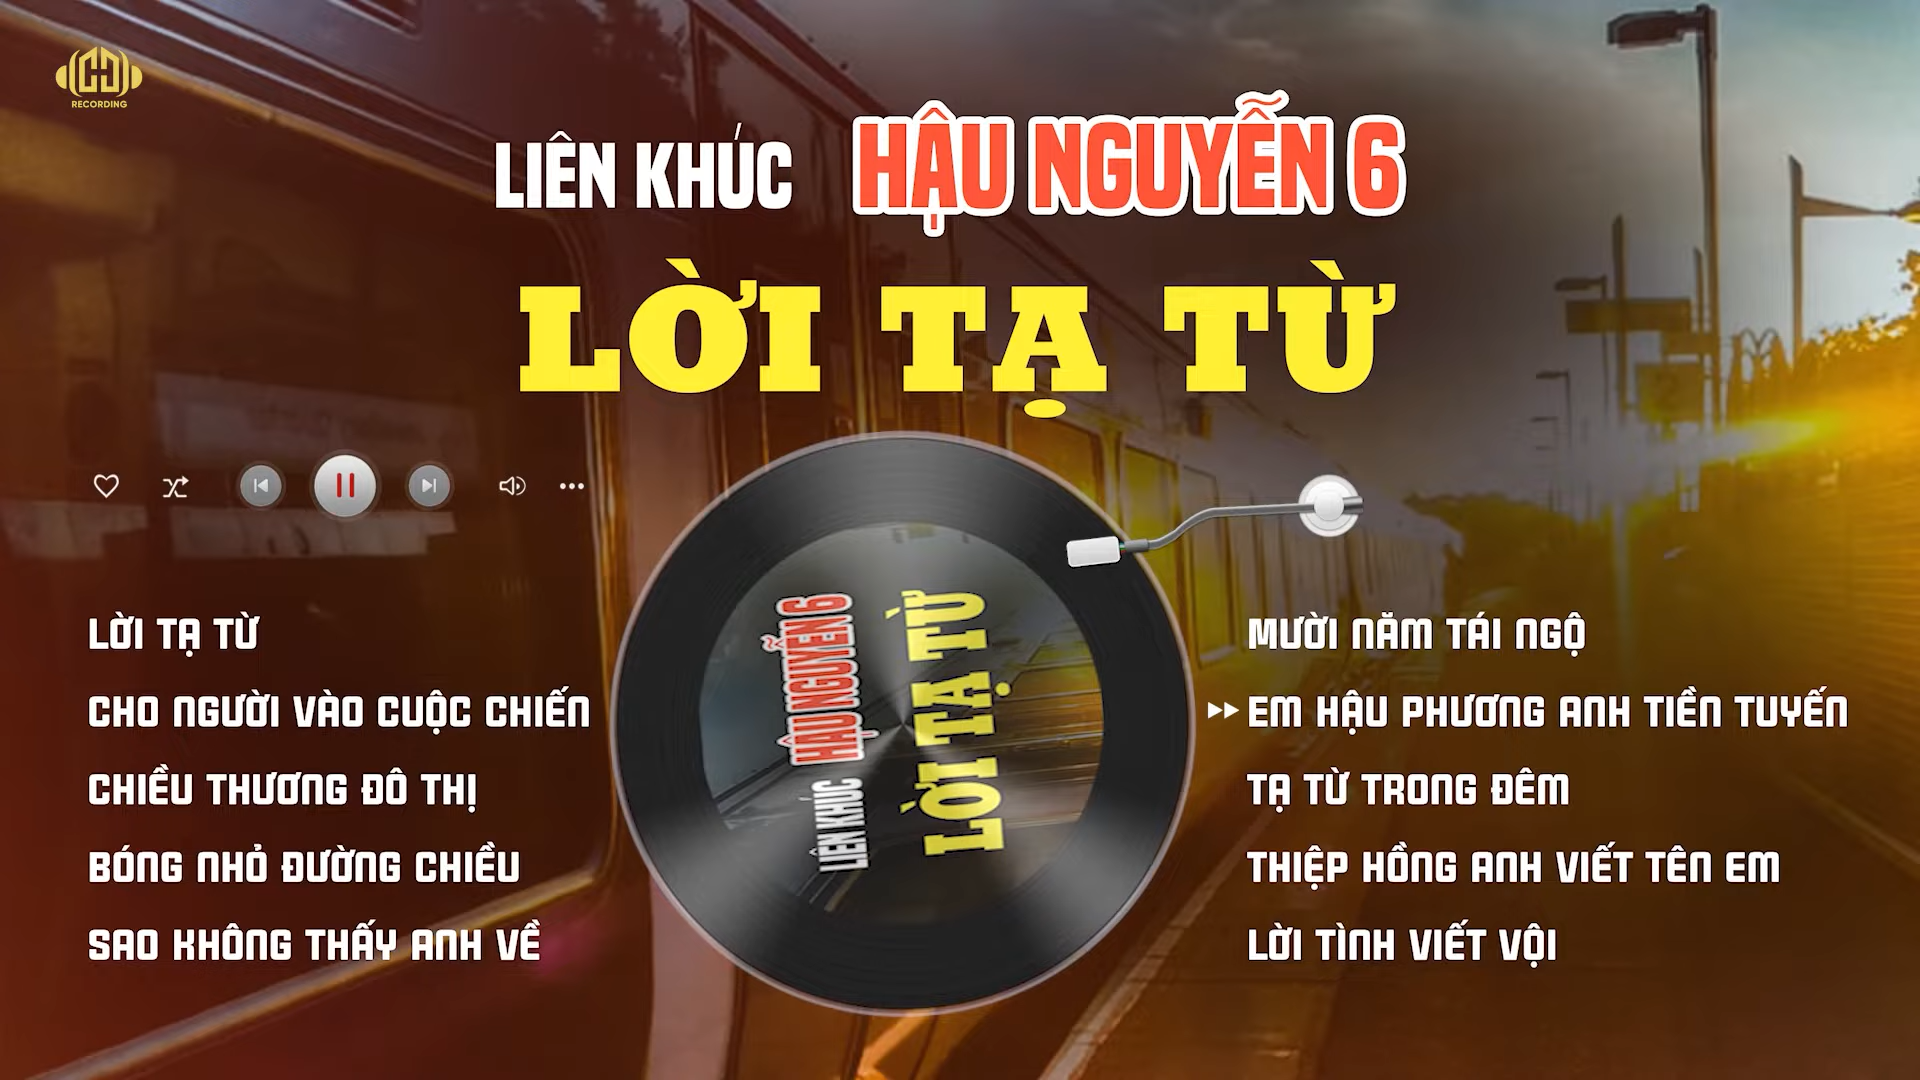 RECORDING
LIÊN KHÚC HẬU NGUYỄN 6
LỜI TẠ TỪ
LỜI TẠ TỪ
CHO NGƯỜI VÀO CUỘC CHIẾN
CHIỀU THƯƠNG ĐÔ THỊ
BÓNG NHỎ ĐƯỜNG CHIỀU
SAO KHÔNG THẤY ANH VỀ
LIÊN KHÚC HẬU NGUYỄN 6
LỜI TẠ TỪ
MƯỜI NĂM TÁI NGỘ
EM HẬU PHƯƠNG ANH TIỀN TUYẾN
TẠ TỪ TRONG ĐÊM
THIỆP HỒNG ANH VIẾT TÊN EM
LỜI TÌNH VIẾT VỘI